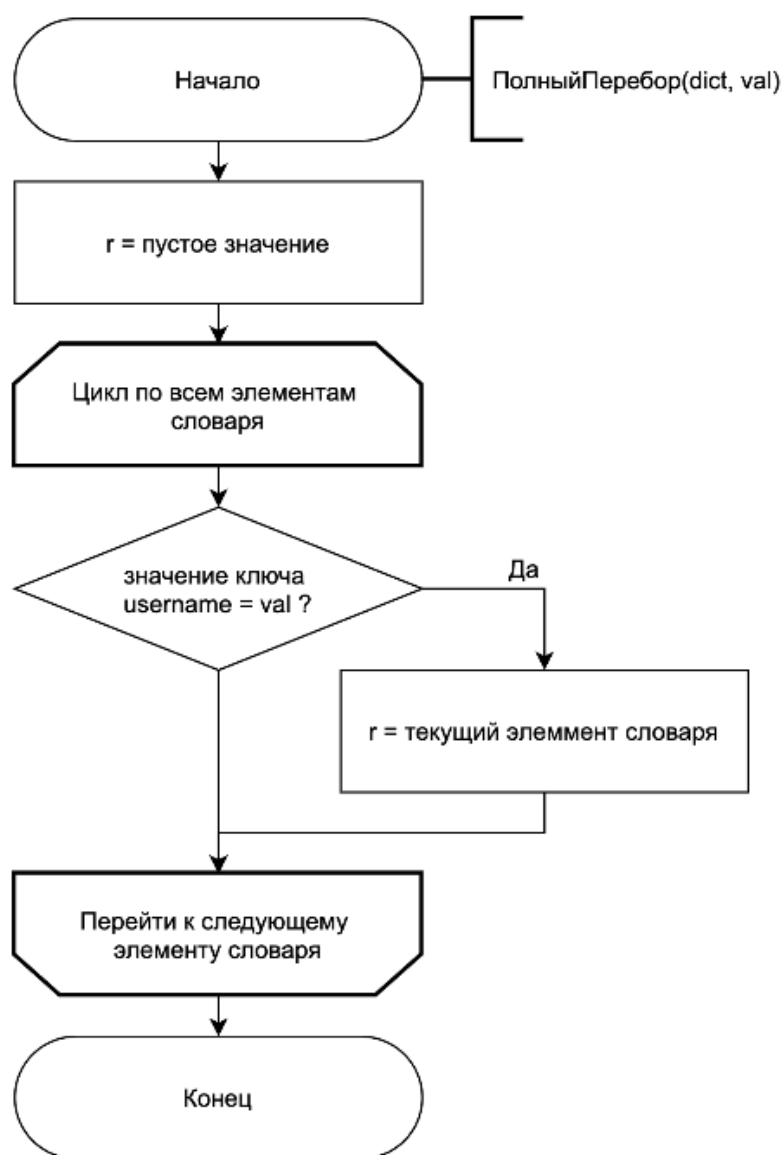 Начало
ПолныйПеребор(dict, val)
r = пустое значение
Цикл по всем элементам
словаря
значение ключа
username = val ?
Да
r = текущий элеммент словаря
Перейти к следующему
элементу словаря
Конец